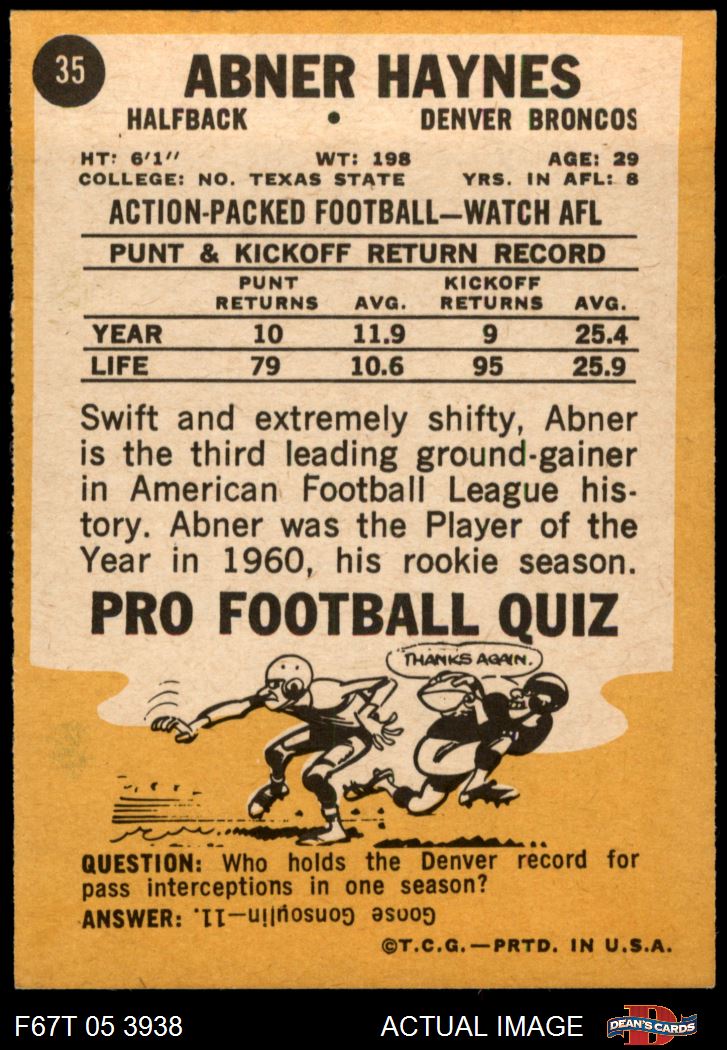 35
ABNER HAYNES
HALFBACK • DENVER BRONCOS
HT: 6'1″ WT: 198 AGE: 29
COLLEGE: NO. TEXAS STATE YRS. IN AFL: 8
ACTION-PACKED FOOTBALL—WATCH AFL
PUNT & KICKOFF RETURN RECORD
PUNT RETURNS AVG. KICKOFF RETURNS AVG.
YEAR 10 11.9 9 25.4
LIFE 79 10.6 95 25.9
Swift and extremely shifty, Abner
is the third leading ground-gainer
in American Football League his-
tory. Abner was the Player of the
Year in 1960, his rookie season.
PRO FOOTBALL QUIZ
THANKS AGAIN.
QUESTION: Who holds the Denver record for
pass interceptions in one season?
ANSWER: Goose Gonsoulin—11.
©T.C.G.—PRTD. IN U.S.A.
F67T 05 3938 ACTUAL IMAGE D DEAN'S CARDS